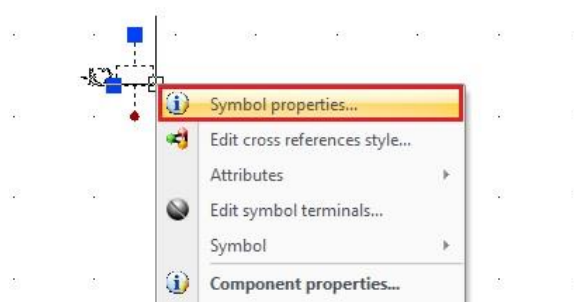 Symbol properties...
Edit cross references style...
Attributes
Edit symbol terminals...
Symbol
Component properties...